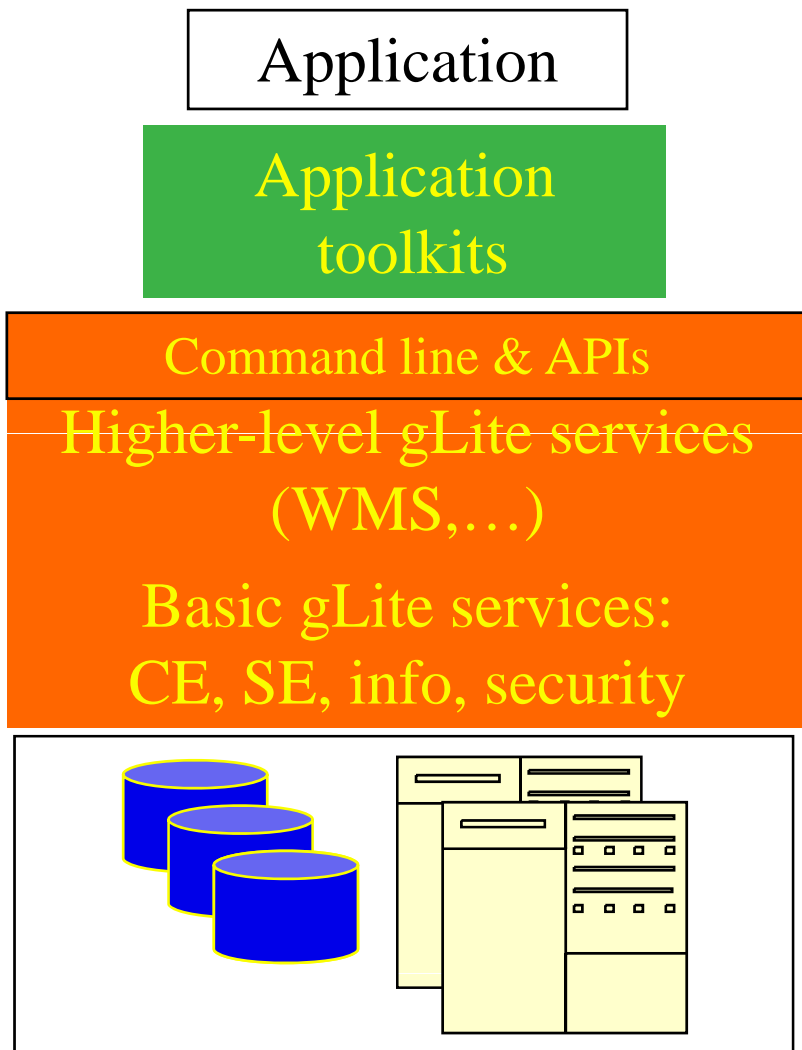 Application
Application
toolkits
Command line & APIs
Higher-level gLite services
(WMS,…)
Basic gLite services:
CE, SE, info, security